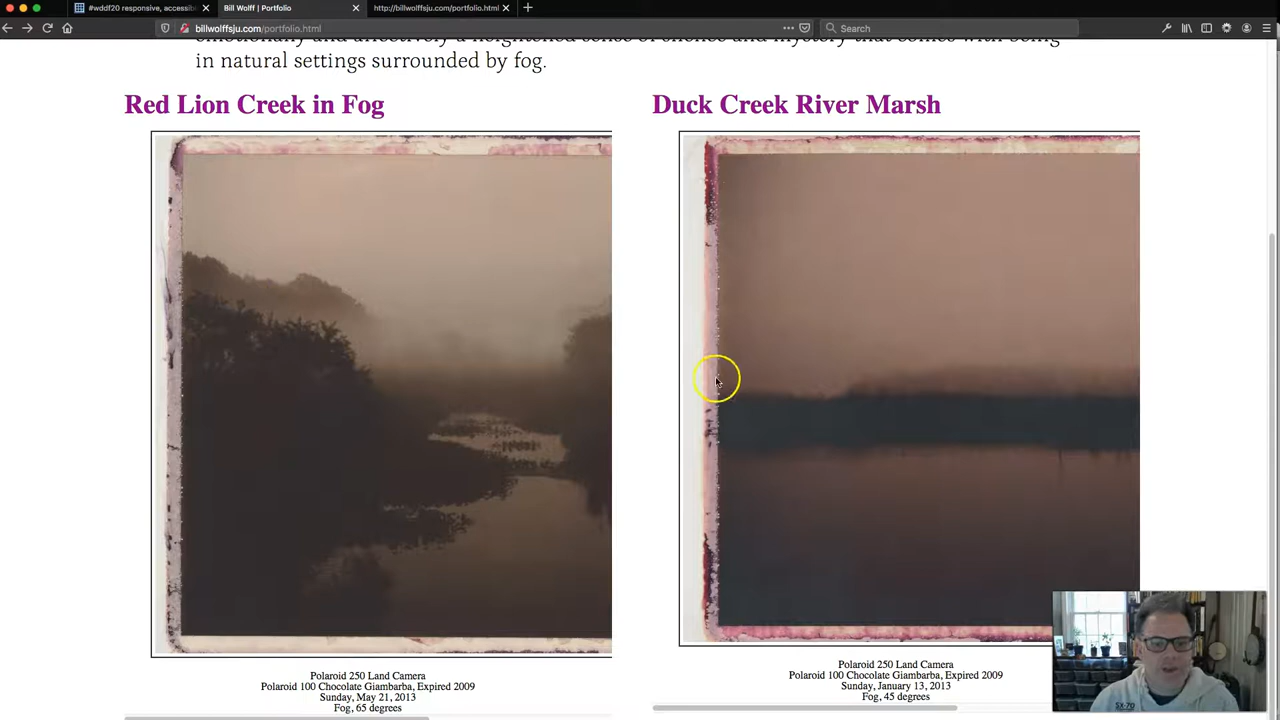 #wddf20 responsive, accessibi
Bill Wolff | Portfolio
http://billwolffsju.com/portfolio.html
billwolffsju.com/portfolio.html
Search
in natural settings surrounded by fog.
Red Lion Creek in Fog
Duck Creek River Marsh
Polaroid 250 Land Camera
Polaroid 100 Chocolate Giambarba, Expired 2009
Sunday, May 21, 2013
Fog, 65 degrees
Polaroid 250 Land Camera
Polaroid 100 Chocolate Giambarba, Expired 2009
Sunday, January 13, 2013
Fog, 45 degrees
SX-70